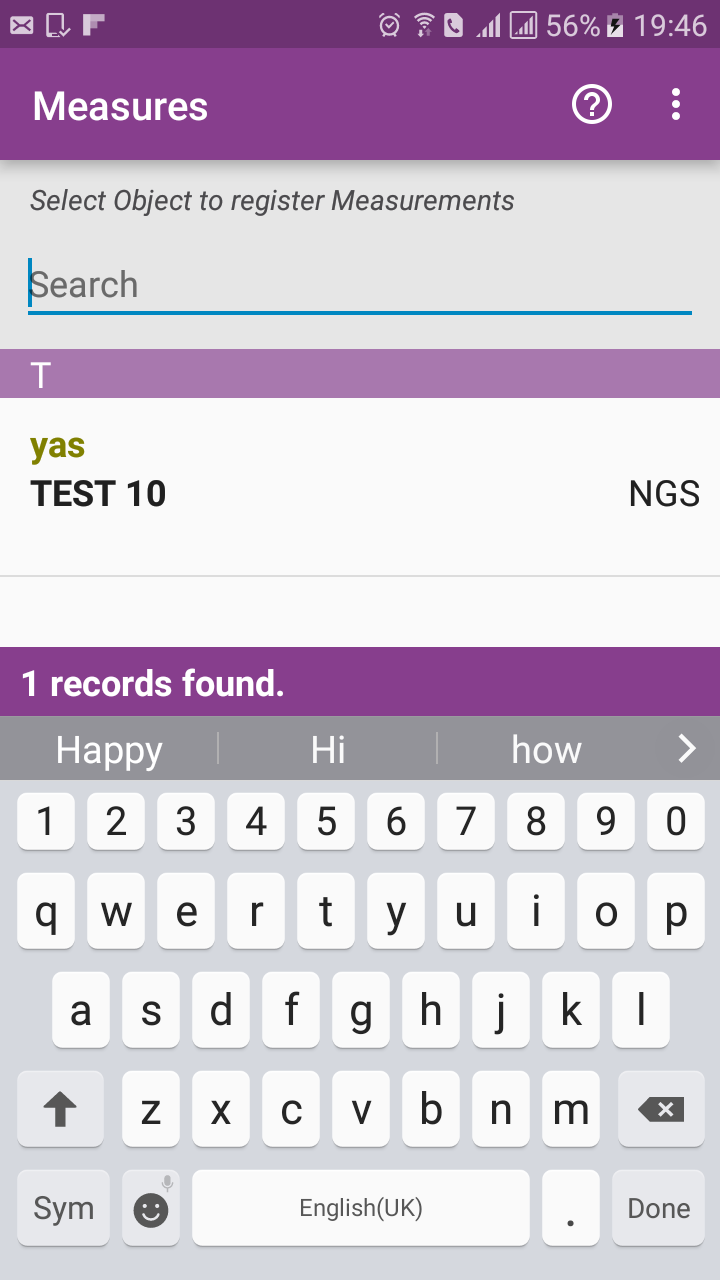 56% 19:46
Measures
Select Object to register Measurements
Search
T
yas
TEST 10 NGS
1 records found.
Happy Hi how
1 2 3 4 5 6 7 8 9 0
q w e r t y u i o p
a s d f g h j k l
z x c v b n m
Sym English(UK) . Done